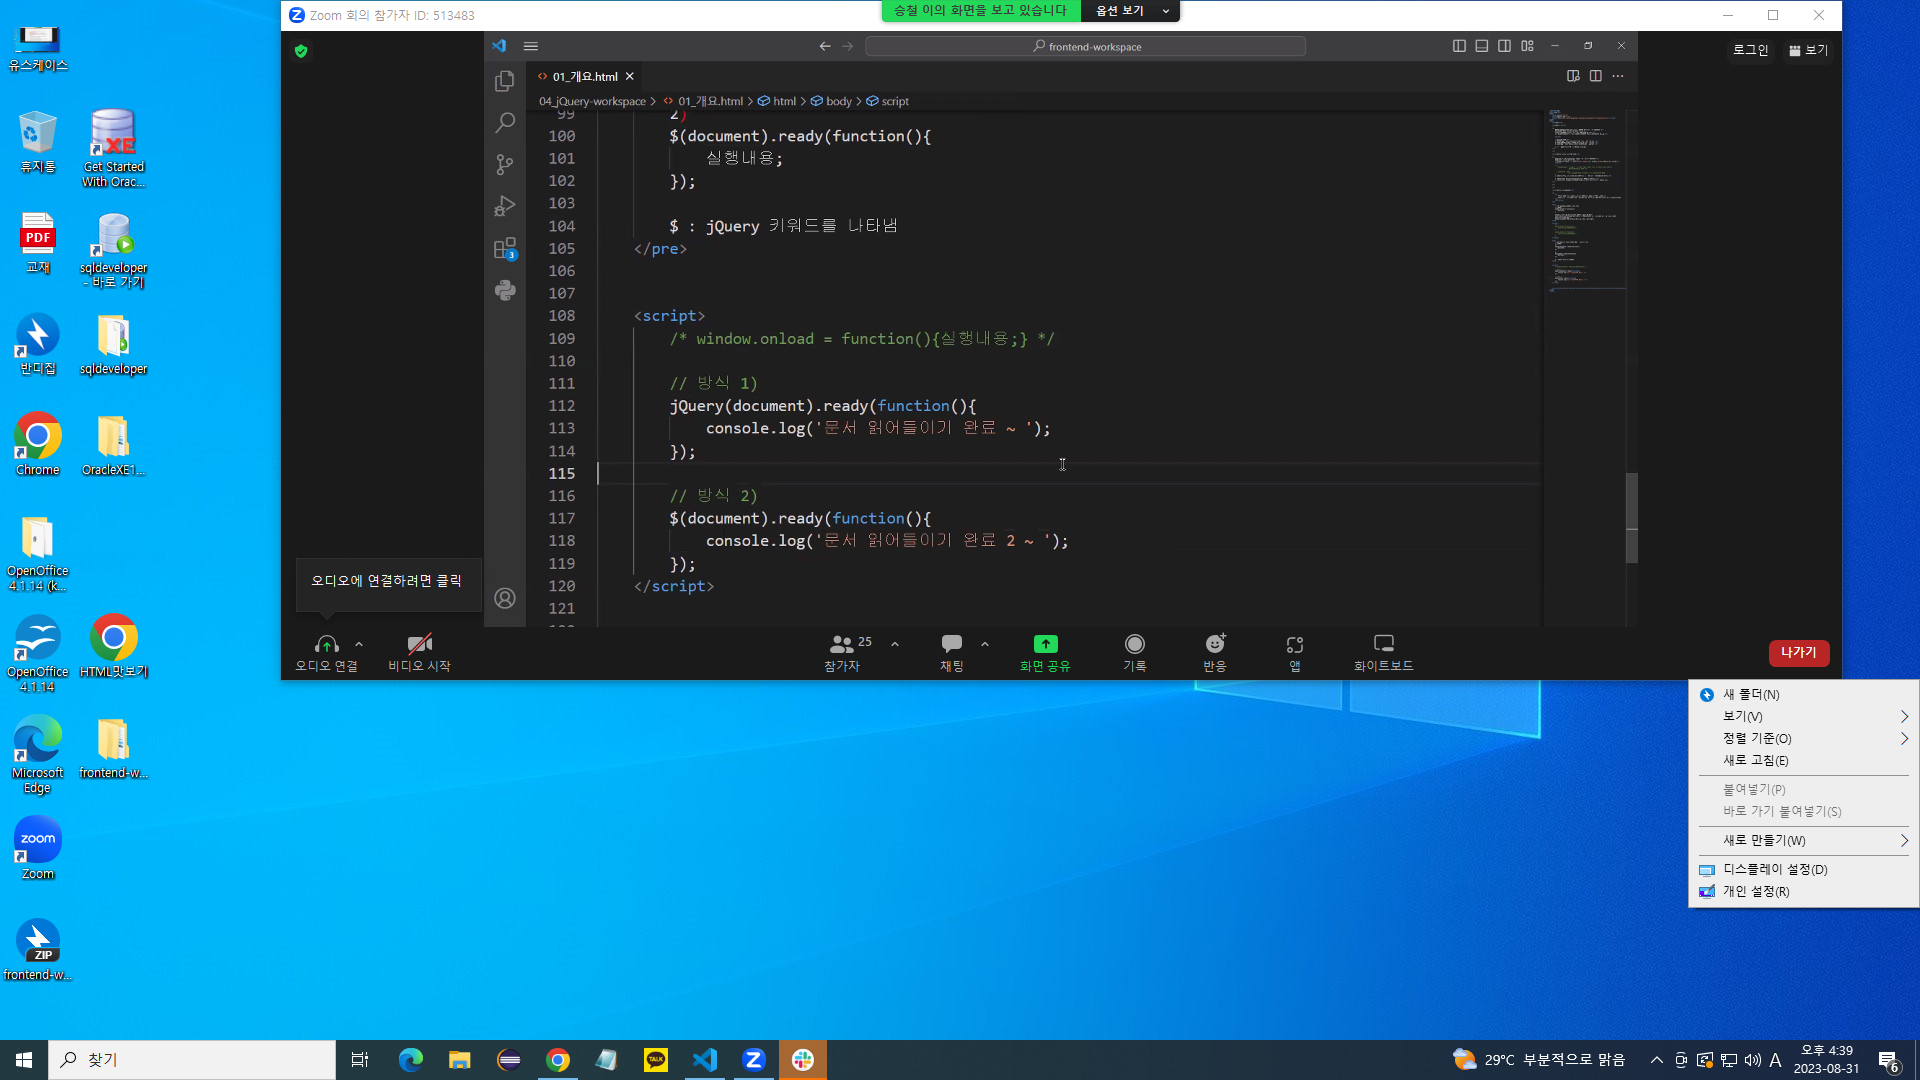 Zoom 회의 참가자 ID: 513483
승철 이의 화면을 보고 있습니다
옵션 보기
로그인
보기
frontend-workspace
01_개요.html
04_jQuery-workspace > 01_개요.html > html > body > script
99 2)
100 $(document).ready(function(){
101 실행내용;
102 });
103
104 $ : jQuery 키워드를 나타냄
105 </pre>
106
107
108 <script>
109 /* window.onload = function(){실행내용;} */
110
111 // 방식 1)
112 jQuery(document).ready(function(){
113 console.log('문서 읽어들이기 완료 ~ ');
114 });
115
116 // 방식 2)
117 $(document).ready(function(){
118 console.log('문서 읽어들이기 완료 2 ~ ');
119 });
120 </script>
121
3
오디오에 연결하려면 클릭
오디오 연결
비디오 시작
25
참가자
채팅
화면 공유
기록
반응
앱
화이트보드
나가기
유스케이스
휴지통
Get Started
With Orac...
PDF
교재
sqldeveloper
- 바로 가기
반디집
sqldeveloper
Chrome
OracleXE1...
OpenOffice
4.1.14 (k...
OpenOffice
4.1.14
HTML맛보기
Microsoft
Edge
frontend-w...
zoom
Zoom
ZIP
frontend-w...
새 폴더(N)
보기(V)
정렬 기준(O)
새로 고침(E)
붙여넣기(P)
바로 가기 붙여넣기(S)
새로 만들기(W)
디스플레이 설정(D)
개인 설정(R)
찾기
TALK
29°C 부분적으로 맑음
A
오후 4:39
2023-08-31
6